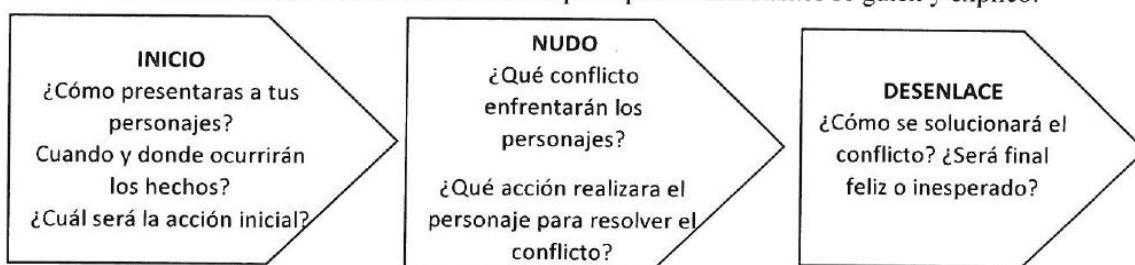 INICIO
¿Cómo presentaras a tus
personajes?
Cuando y donde ocurrirán
los hechos?
¿Cuál será la acción inicial?
NUDO
¿Qué conflicto
enfrentarán los
personajes?
¿Qué acción realizara el
personaje para resolver el
conflicto?
DESENLACE
¿Cómo se solucionará el
conflicto? ¿Será final
feliz o inesperado?